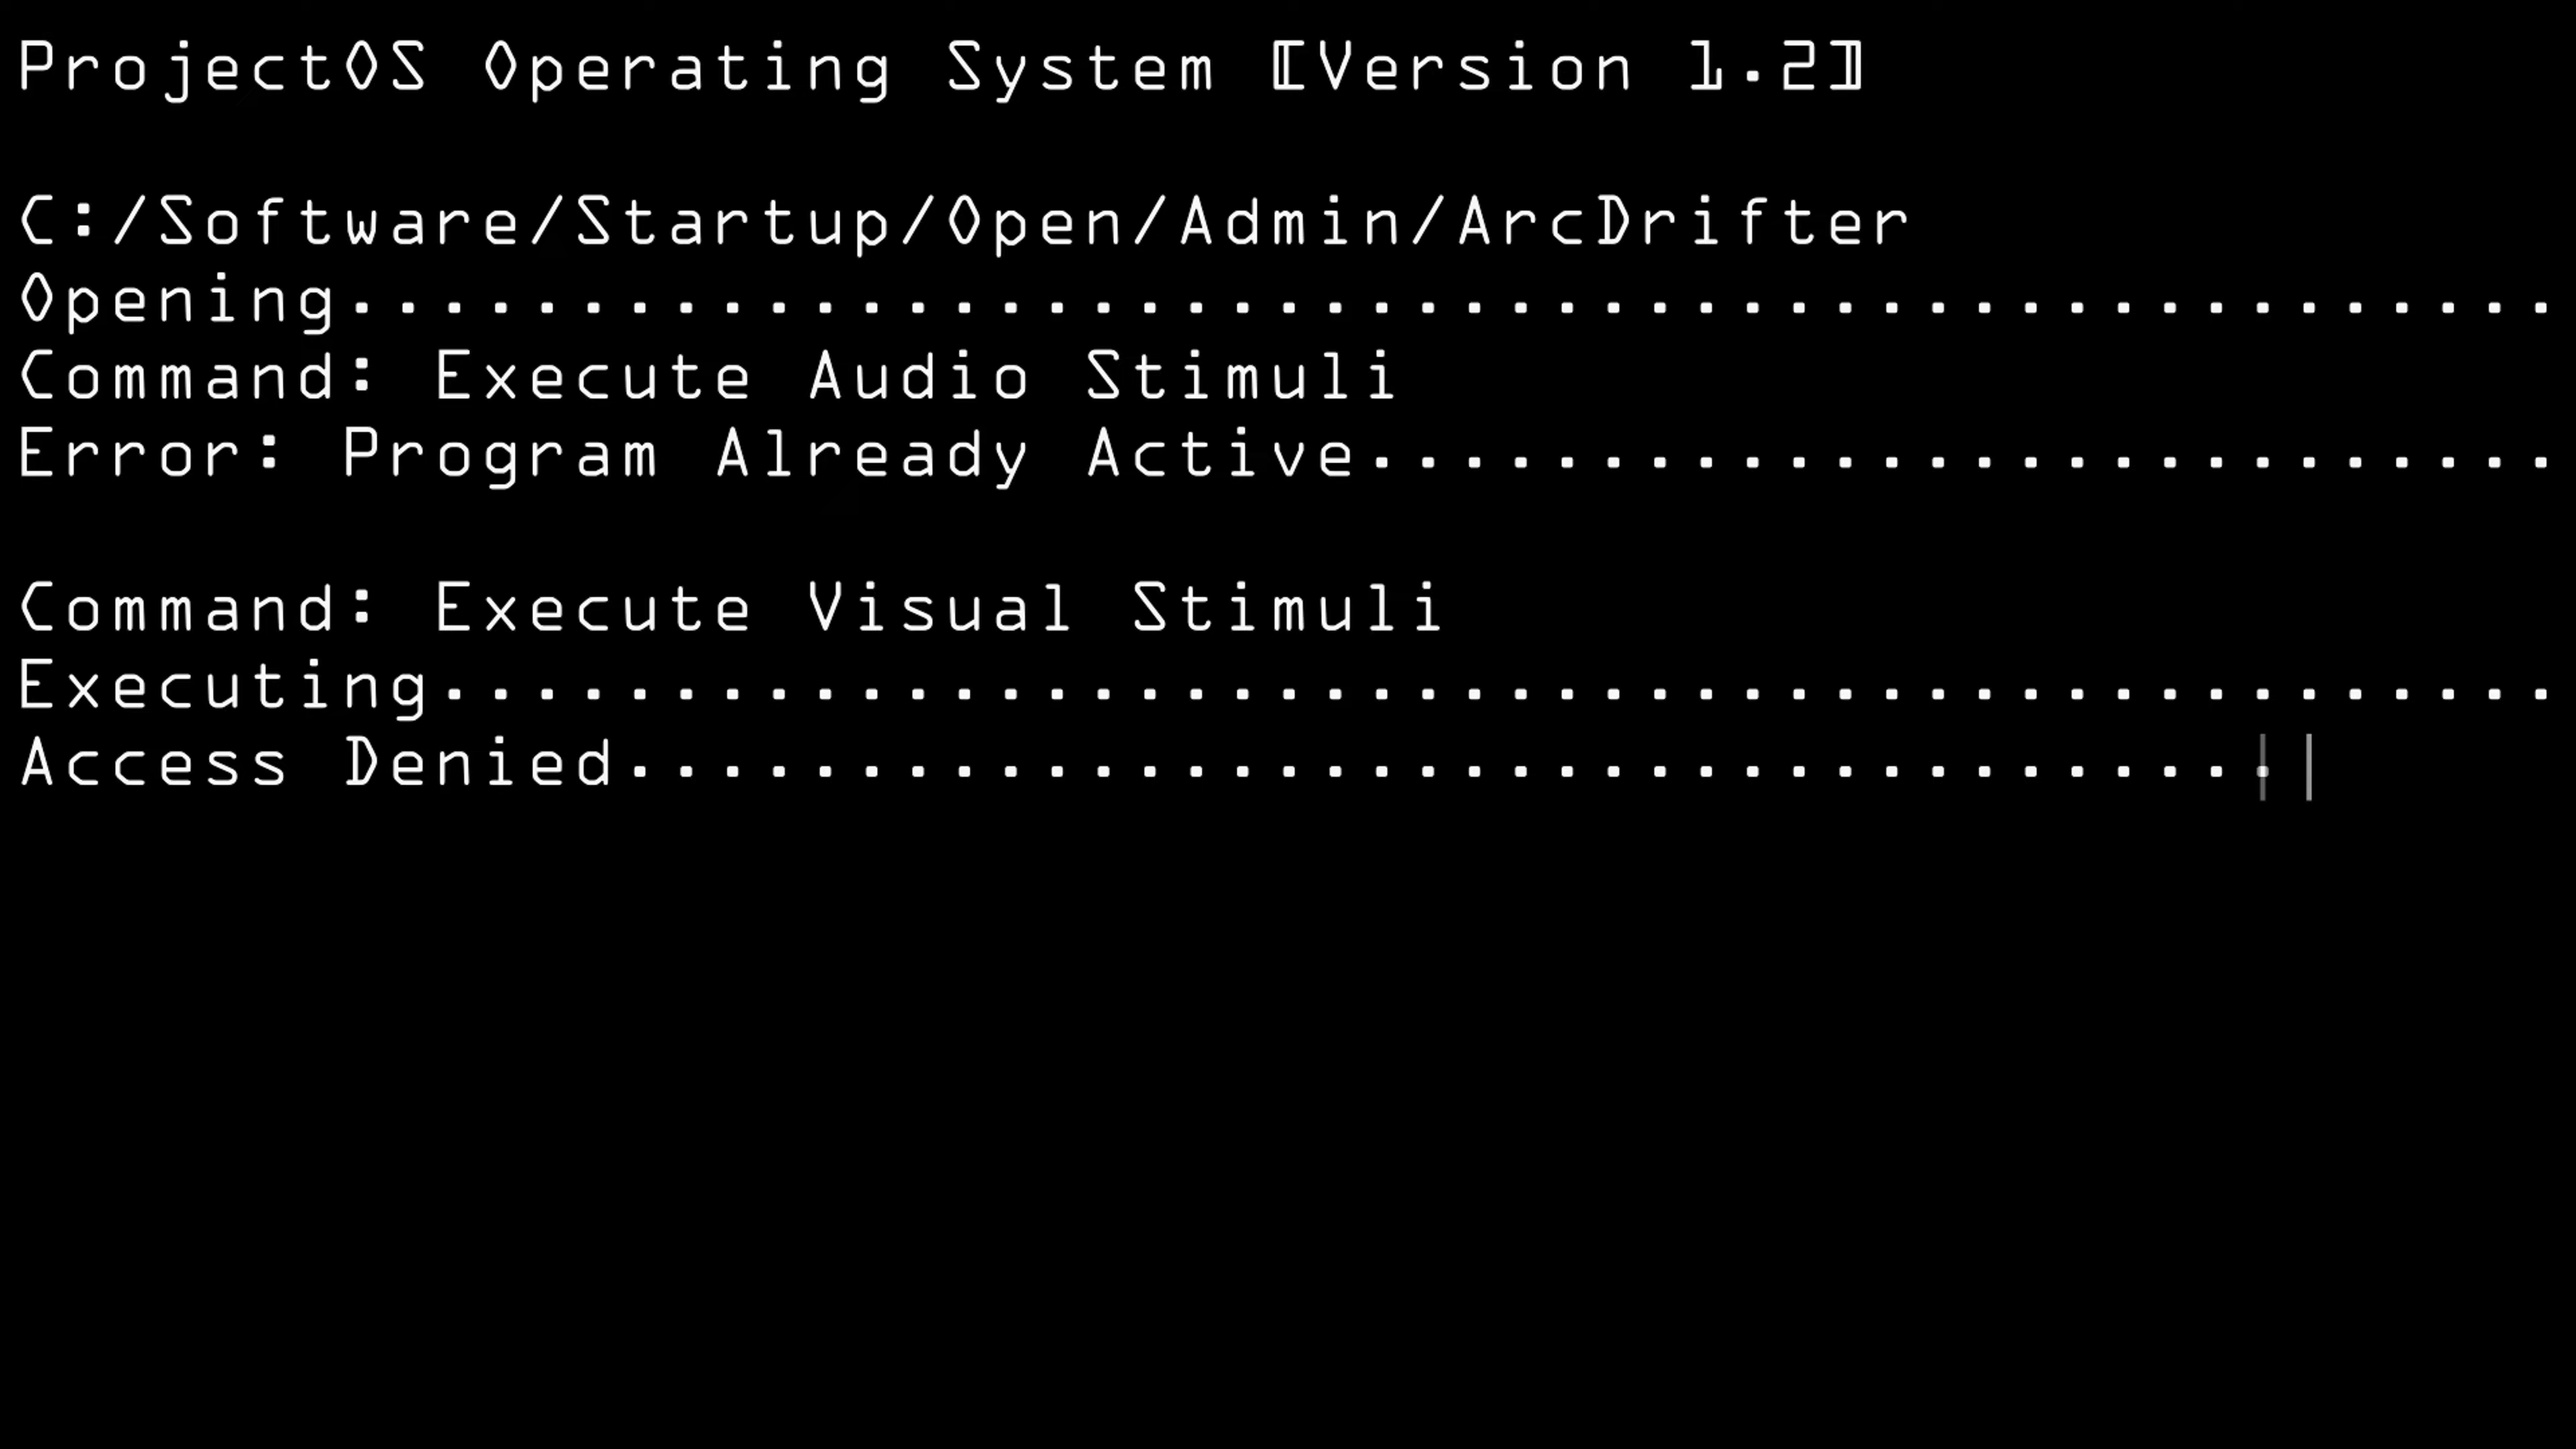 ProjectOS Operating System [Version 1.2]
C:/Software/Startup/Open/Admin/ArcDrifter
Opening................................................
Command: Execute Audio Stimuli
Error: Program Already Active..........................
Command: Execute Visual Stimuli
Executing..............................................
Access Denied....................................